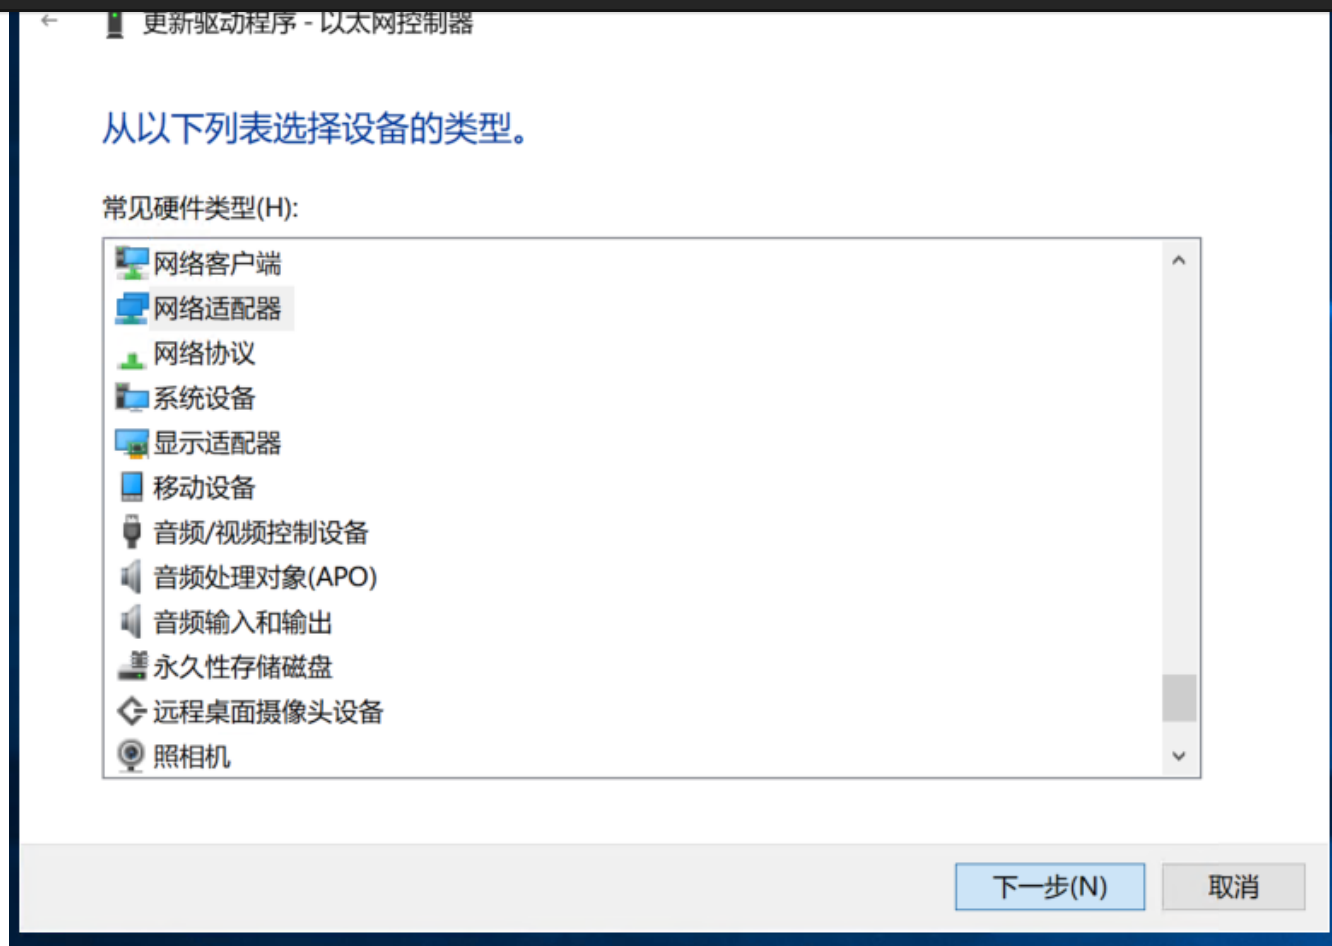 更新驱动程序 - 以太网控制器
从以下列表选择设备的类型。
常见硬件类型(H):
网络客户端
网络适配器
网络协议
系统设备
显示适配器
移动设备
音频/视频控制设备
音频处理对象(APO)
音频输入和输出
永久性存储磁盘
远程桌面摄像头设备
照相机
下一步(N)
取消